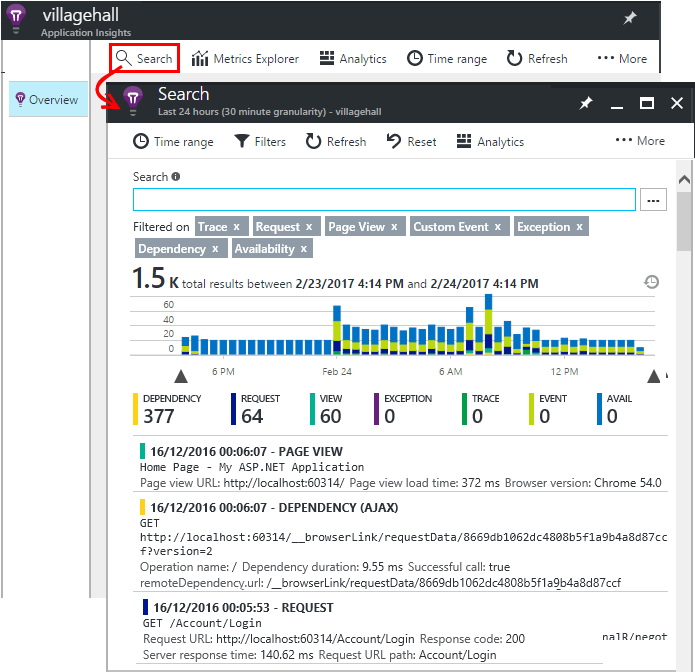 villagehall
Application Insights
Search Metrics Explorer Analytics Time range Refresh ··· More
Overview
Search
Last 24 hours (30 minute granularity) - villagehall
Time range Filters Refresh Reset Analytics ··· More
Search
...
Filtered on Trace x Request x Page View x Custom Event x Exception x
Dependency x Availability x
1.5 K total results between 2/23/2017 4:14 PM and 2/24/2017 4:14 PM
60
40
20
0
6 PM Feb 24 6 AM 12 PM
DEPENDENCY REQUEST VIEW EXCEPTION TRACE EVENT AVAIL
377 64 60 0 0 0 0
16/12/2016 00:06:07 - PAGE VIEW
Home Page - My ASP.NET Application
Page view URL: http://localhost:60314/ Page view load time: 372 ms Browser version: Chrome 54.0
16/12/2016 00:06:07 - DEPENDENCY (AJAX)
GET
http://localhost:60314/__browserLink/requestData/8669db1062dc4808b5f1a9b4a8d87cc
f?version=2
Operation name: / Dependency duration: 9.55 ms Successful call: true
remoteDependency.url: /__browserLink/requestData/8669db1062dc4808b5f1a9b4a8d87ccf
16/12/2016 00:05:53 - REQUEST
GET /Account/Login
Request URL: http://localhost:60314/Account/Login Response code: 200 nalR/negot
Server response time: 140.62 ms Request URL path: Account/Login